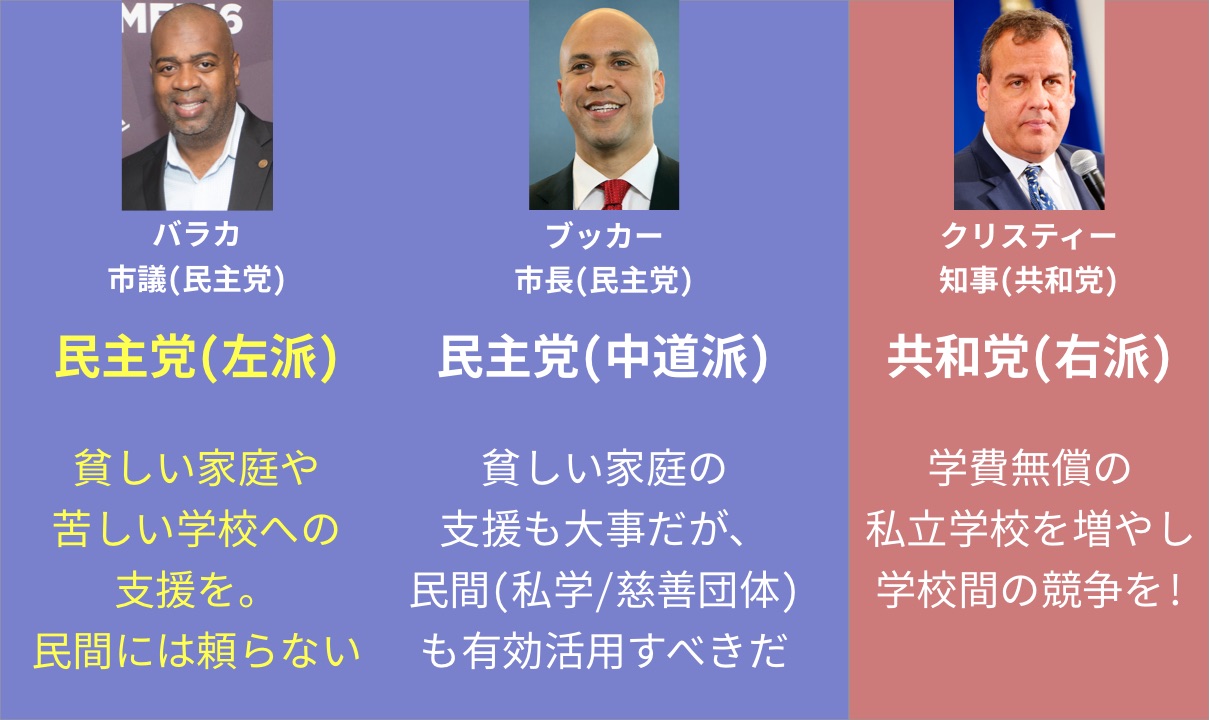 バラカ
市議(民主党)
民主党(左派)
貧しい家庭や
苦しい学校への
支援を。
民間には頼らない
ブッカー
市長(民主党)
民主党(中道派)
貧しい家庭の
支援も大事だが、
民間(私学/慈善団体)
も有効活用すべきだ
クリスティー
知事(共和党)
共和党(右派)
学費無償の
私立学校を増やし
学校間の競争を!